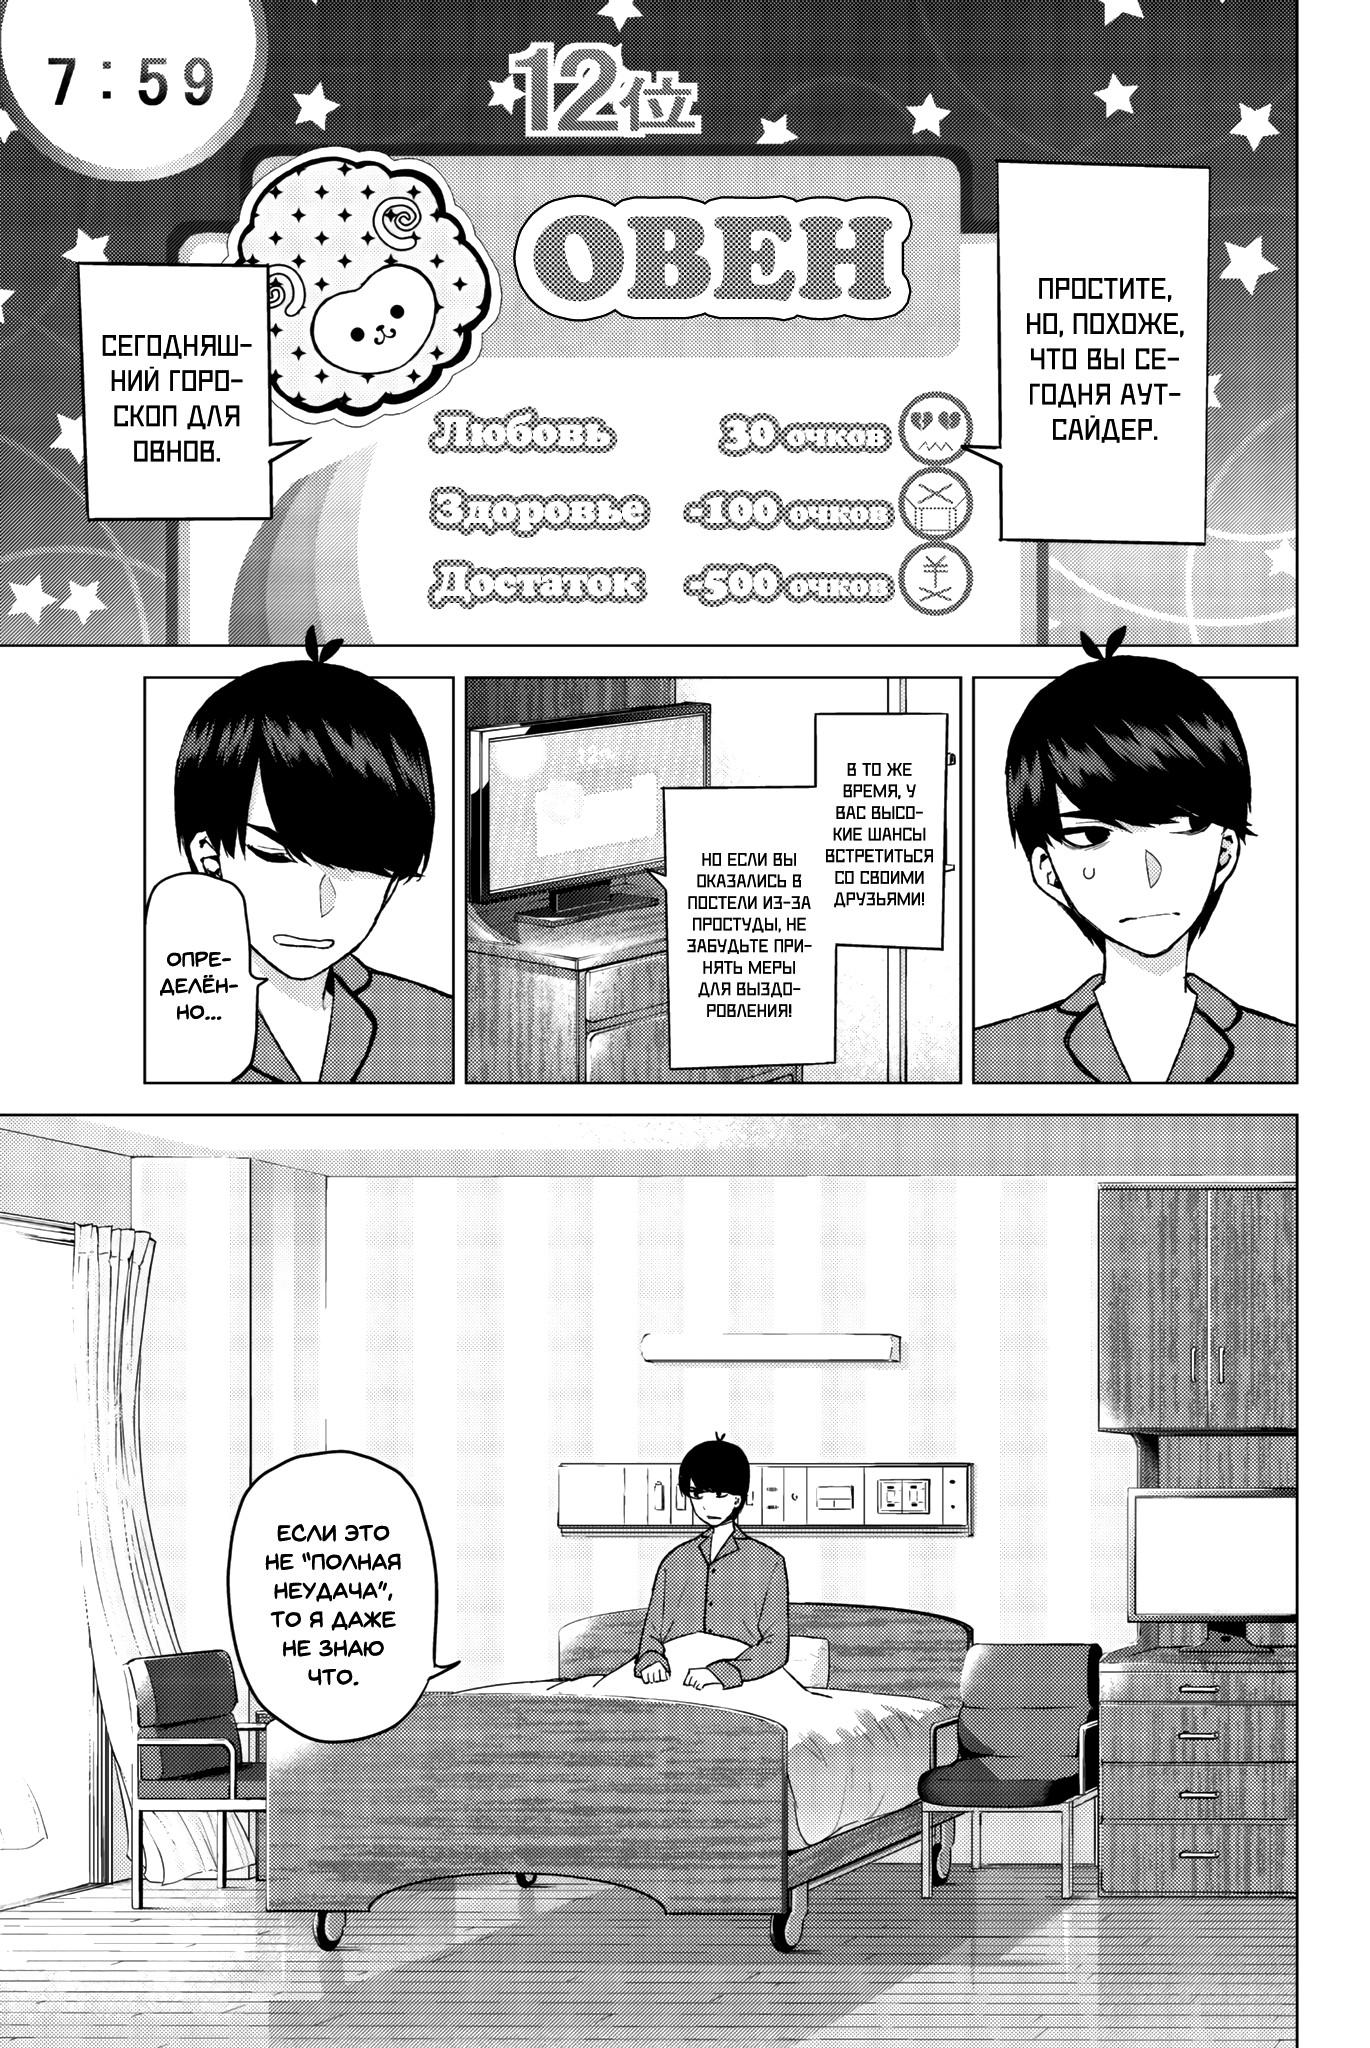 7:59
12位
ОВЕН
ПРОСТИТЕ,
НО, ПОХОЖЕ,
ЧТО ВЫ СЕ-
ГОДНЯ АУТ-
САЙДЕР.
СЕГОДНЯШ-
НИЙ ГОРО-
СКОП ДЛЯ
ОВНОВ.
Любовь 30 очков
Здоровье -100 очков
Достаток -500 очков
В ТО ЖЕ
ВРЕМЯ, У
ВАС ВЫСО-
КИЕ ШАНСЫ
ВСТРЕТИТЬСЯ
СО СВОИМИ
ДРУЗЬЯМИ!
НО ЕСЛИ ВЫ
ОКАЗАЛИСЬ В
ПОСТЕЛИ ИЗ-ЗА
ПРОСТУДЫ, НЕ
ЗАБУДЬТЕ ПРИ-
НЯТЬ МЕРЫ
ДЛЯ ВЫЗДО-
РОВЛЕНИЯ!
ОПРЕ-
ДЕЛЁН-
НО...
ЕСЛИ ЭТО
НЕ "ПОЛНАЯ
НЕУДАЧА",
ТО Я ДАЖЕ
НЕ ЗНАЮ
ЧТО.